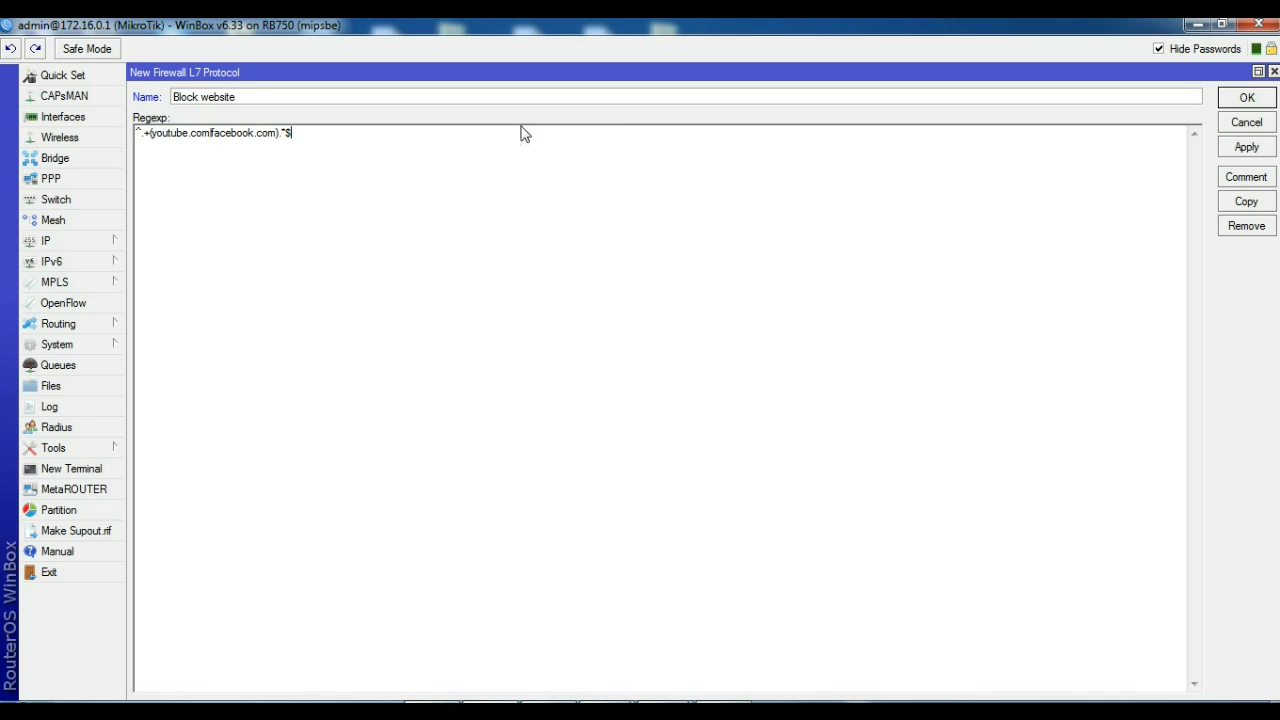 admin@172.16.0.1 (MikroTik) - WinBox v6.33 on RB750 (mipsbe)
Safe Mode
Hide Passwords
Quick Set
CAPsMAN
Interfaces
Wireless
Bridge
PPP
Switch
Mesh
IP
IPv6
MPLS
OpenFlow
Routing
System
Queues
Files
Log
Radius
Tools
New Terminal
MetaROUTER
Partition
Make Supout.rif
Manual
Exit
RouterOS WinBox
New Firewall L7 Protocol
Name: Block website
Regexp:
^.+(youtube.com|facebook.com).*$
OK
Cancel
Apply
Comment
Copy
Remove